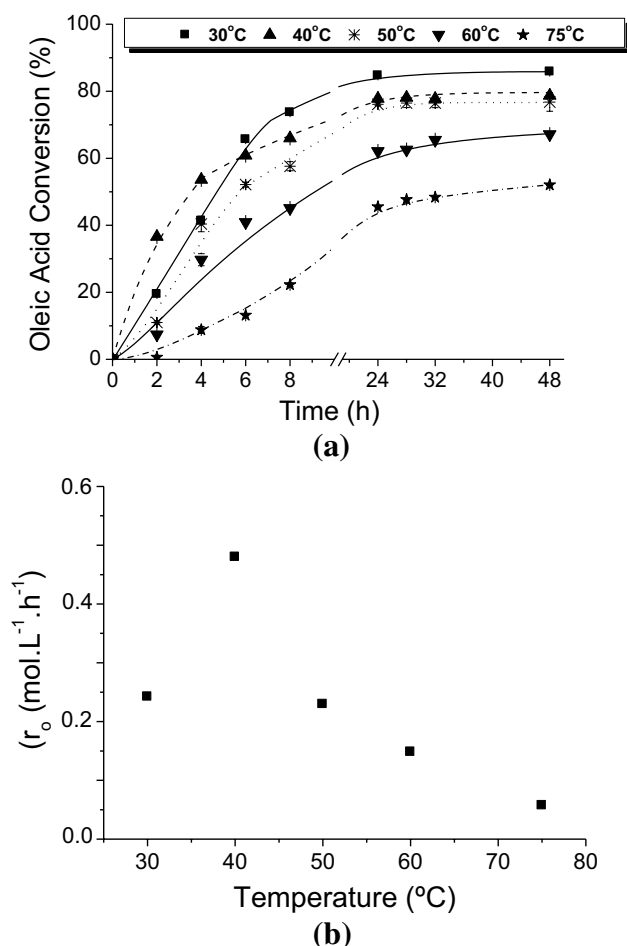 100
30°C 40°C 50°C 60°C 75°C
80
60
40
20
0
Oleic Acid Conversion (%)
0 2 4 6 8 24 32 40 48
Time (h)
(a)
0.6
0.4
0.2
0.0
(r₀ (mol.L⁻¹.h⁻¹)
30 40 50 60 70 80
Temperature (ºC)
(b)